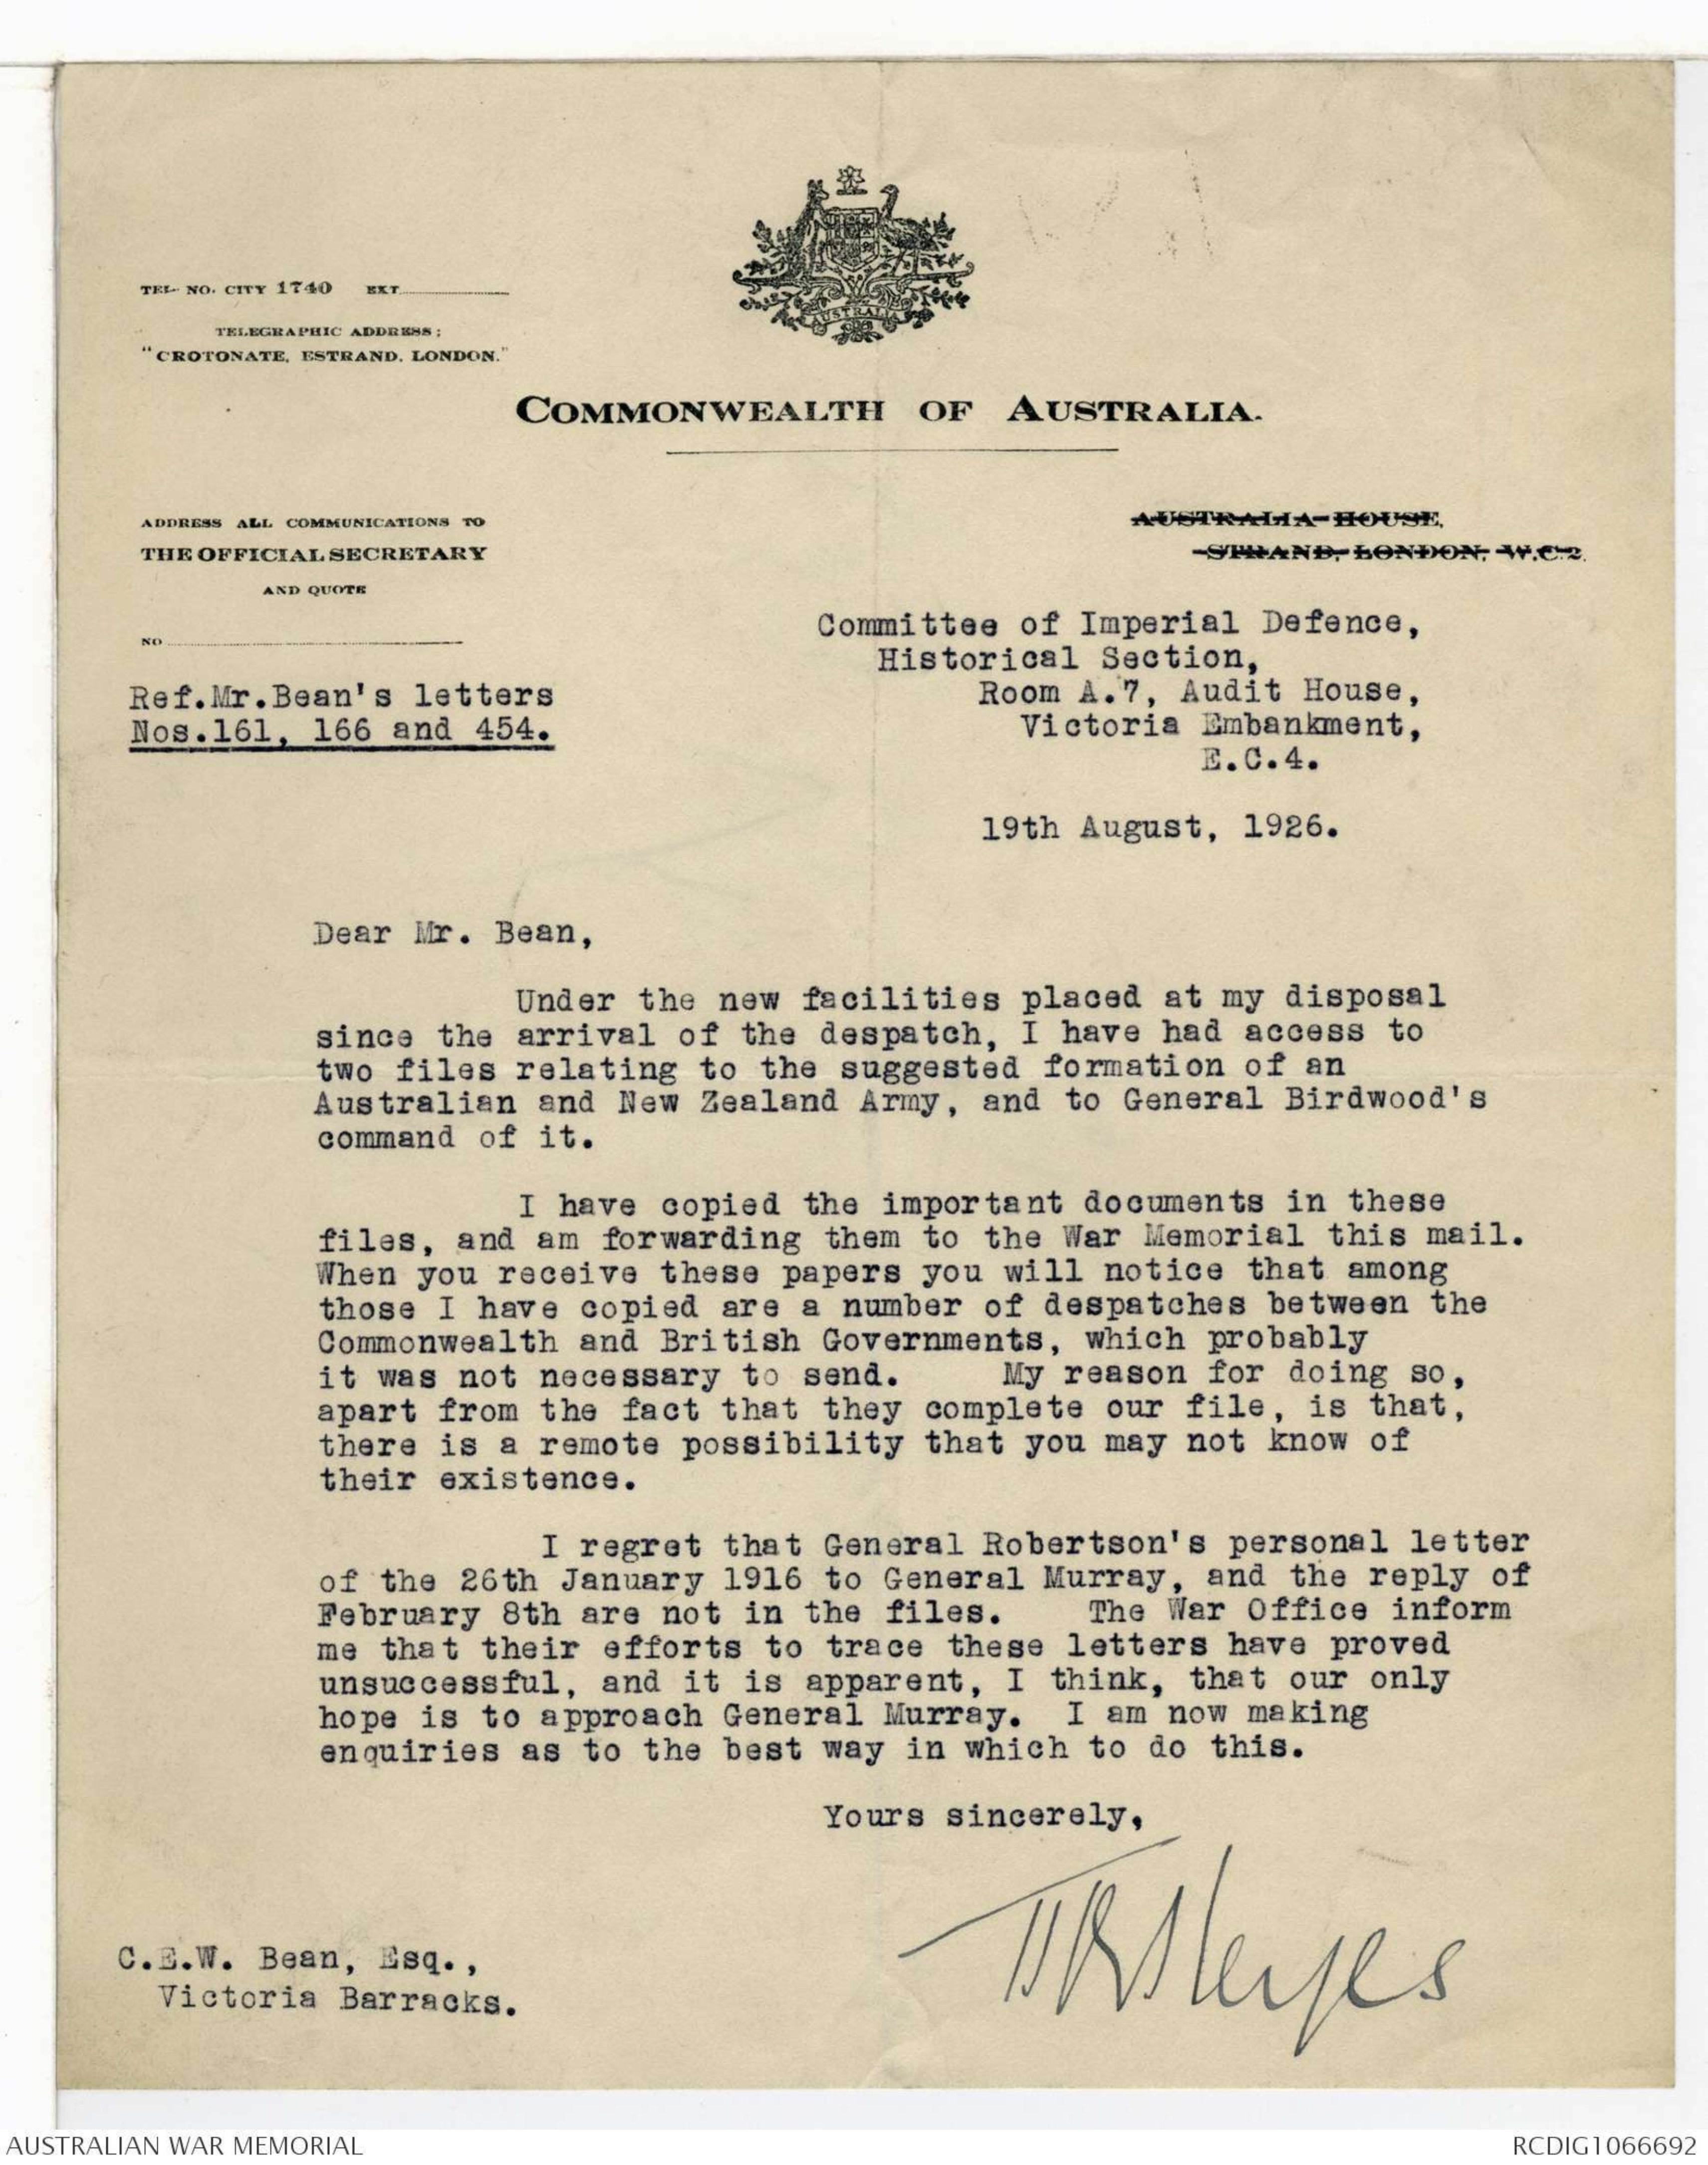 TEL. NO. CITY 1740 EXT.
TELEGRAPHIC ADDRESS;
"CROTONATE, ESTRAND, LONDON."
AUSTRALIA
COMMONWEALTH OF AUSTRALIA.
ADDRESS ALL COMMUNICATIONS TO
THE OFFICIAL SECRETARY
AND QUOTE
NO
AUSTRALIA HOUSE,
STRAND, LONDON, W.C.2.
Committee of Imperial Defence,
Historical Section,
Room A.7, Audit House,
Victoria Embankment,
E.C.4.
Ref.Mr.Bean's letters
Nos.161, 166 and 454.
19th August, 1926.
Dear Mr. Bean,
Under the new facilities placed at my disposal
since the arrival of the despatch, I have had access to
two files relating to the suggested formation of an
Australian and New Zealand Army, and to General Birdwood's
command of it.
I have copied the important documents in these
files, and am forwarding them to the War Memorial this mail.
When you receive these papers you will notice that among
those I have copied are a number of despatches between the
Commonwealth and British Governments, which probably
it was not necessary to send. My reason for doing so,
apart from the fact that they complete our file, is that,
there is a remote possibility that you may not know of
their existence.
I regret that General Robertson's personal letter
of the 26th January 1916 to General Murray, and the reply of
February 8th are not in the files. The War Office inform
me that their efforts to trace these letters have proved
unsuccessful, and it is apparent, I think, that our only
hope is to approach General Murray. I am now making
enquiries as to the best way in which to do this.
Yours sincerely,
C.E.W. Bean, Esq.,
Victoria Barracks.
AUSTRALIAN WAR MEMORIAL
RCDIG1066692